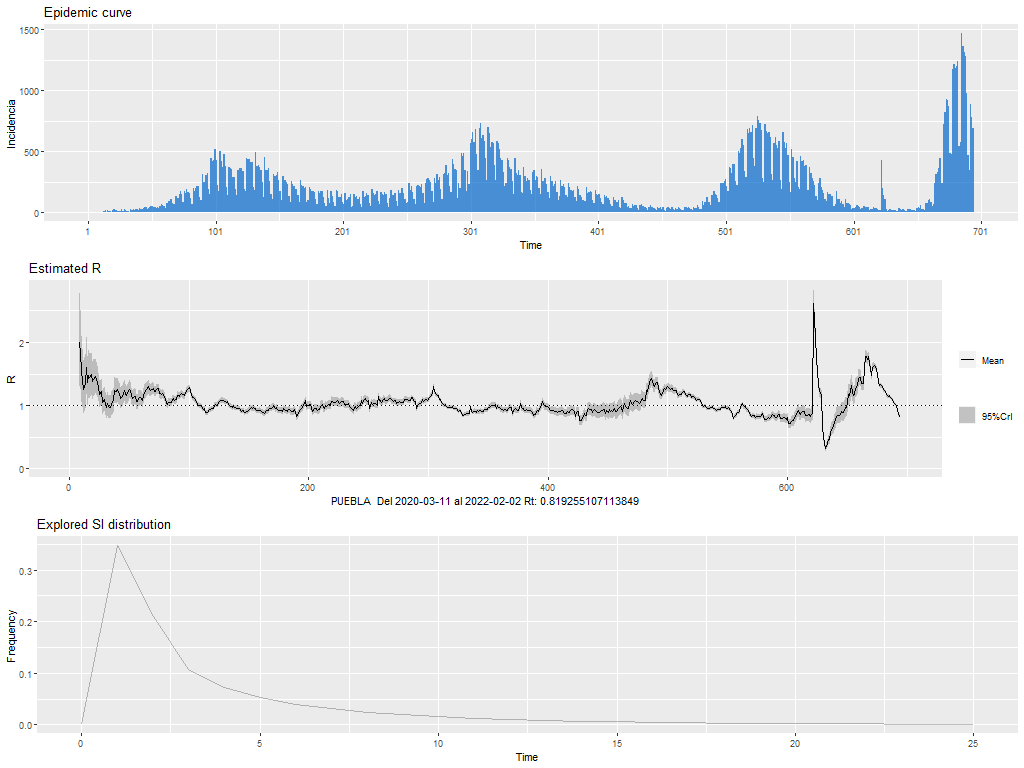 Epidemic curve
Incidencia
1500
1000
500
0
1 101 201 301 401 501 601 701
Time
Estimated R
R
2
1
0
Mean
95%CrI
0 200 400 600
PUEBLA Del 2020-03-11 al 2022-02-02 Rt: 0.819255107113849
Explored SI distribution
Frequency
0.3
0.2
0.1
0.0
0 5 10 15 20 25
Time